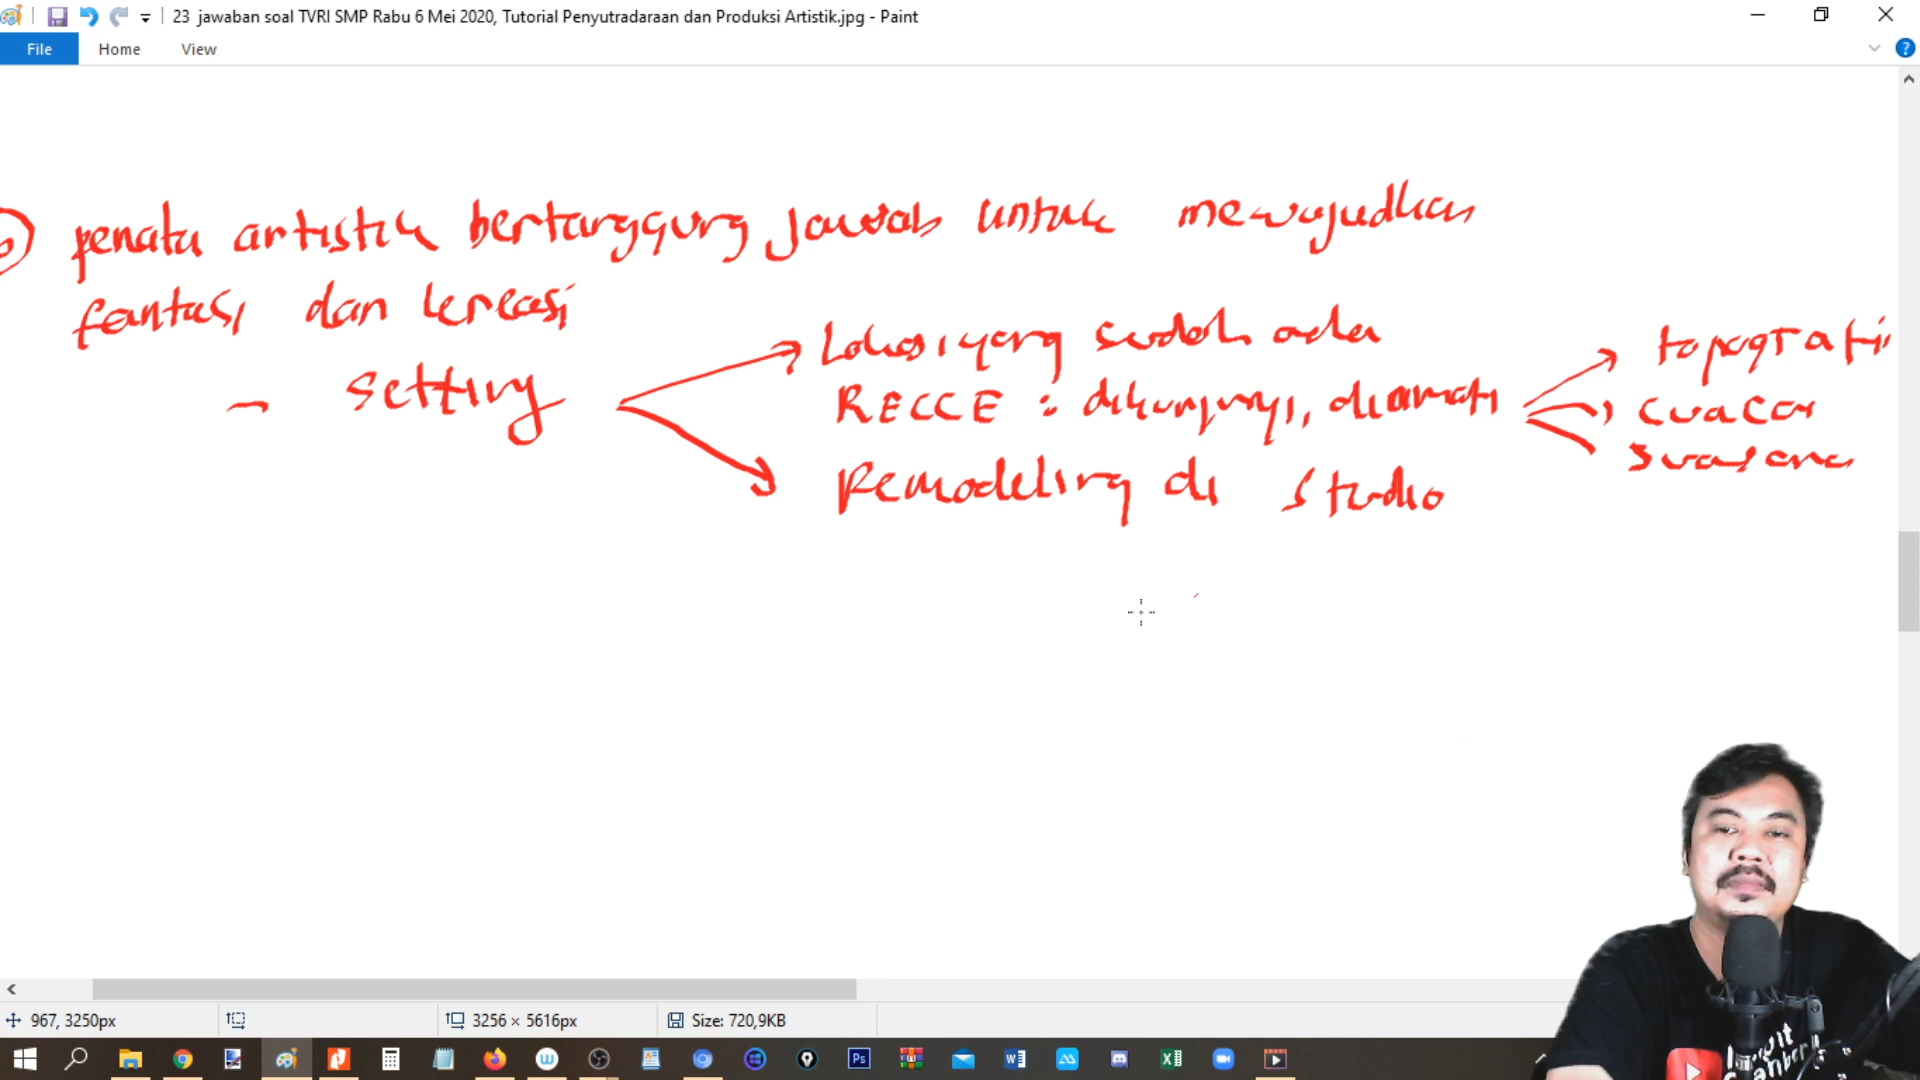 23 jawaban soal TVRI SMP Rabu 6 Mei 2020, Tutorial Penyutradaraan dan Produksi Artistik.jpg - Paint
File Home View
penata artistik bertanggung jawab untuk mewujudkan
fantasi dan kreasi
- setting
Lokasi yang sudah ada
RECCE : dikunjungi, diamati
Remodeling di studio
topografi
cuaca
suasana
967, 3250px
3256 × 5616px
Size: 720,9KB